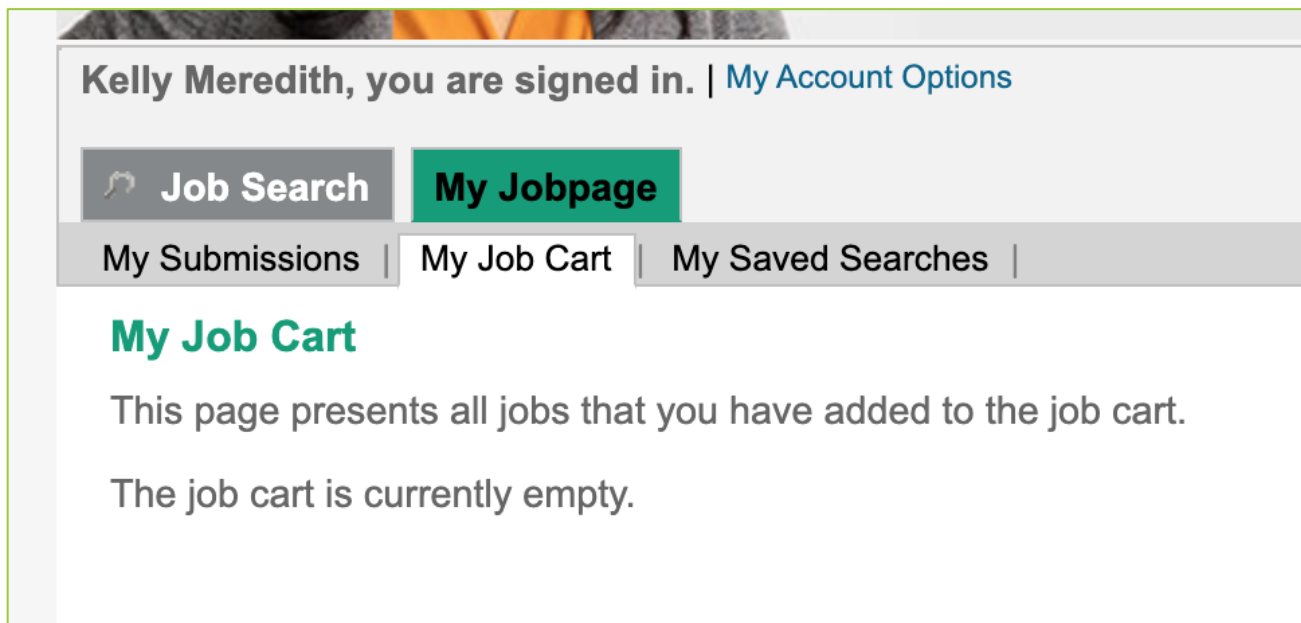 Kelly Meredith, you are signed in. | My Account Options
Job Search My Jobpage
My Submissions | My Job Cart | My Saved Searches |
My Job Cart
This page presents all jobs that you have added to the job cart.
The job cart is currently empty.